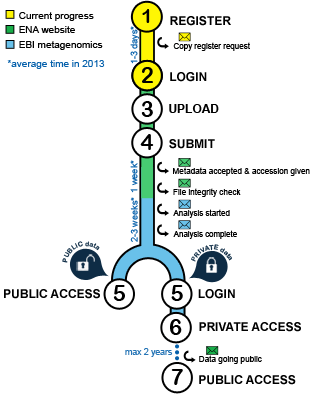 Current progress
ENA website
EBI metagenomics
*average time in 2013
1
REGISTER
1-3 days*
Copy register request
2
LOGIN
3
UPLOAD
4
SUBMIT
1 week*
Metadata accepted & accession given
File integrity check
2-3 weeks*
Analysis started
Analysis complete
PUBLIC data
PRIVATE data
PUBLIC ACCESS
5
5
LOGIN
6
PRIVATE ACCESS
max 2 years
Data going public
7
PUBLIC ACCESS